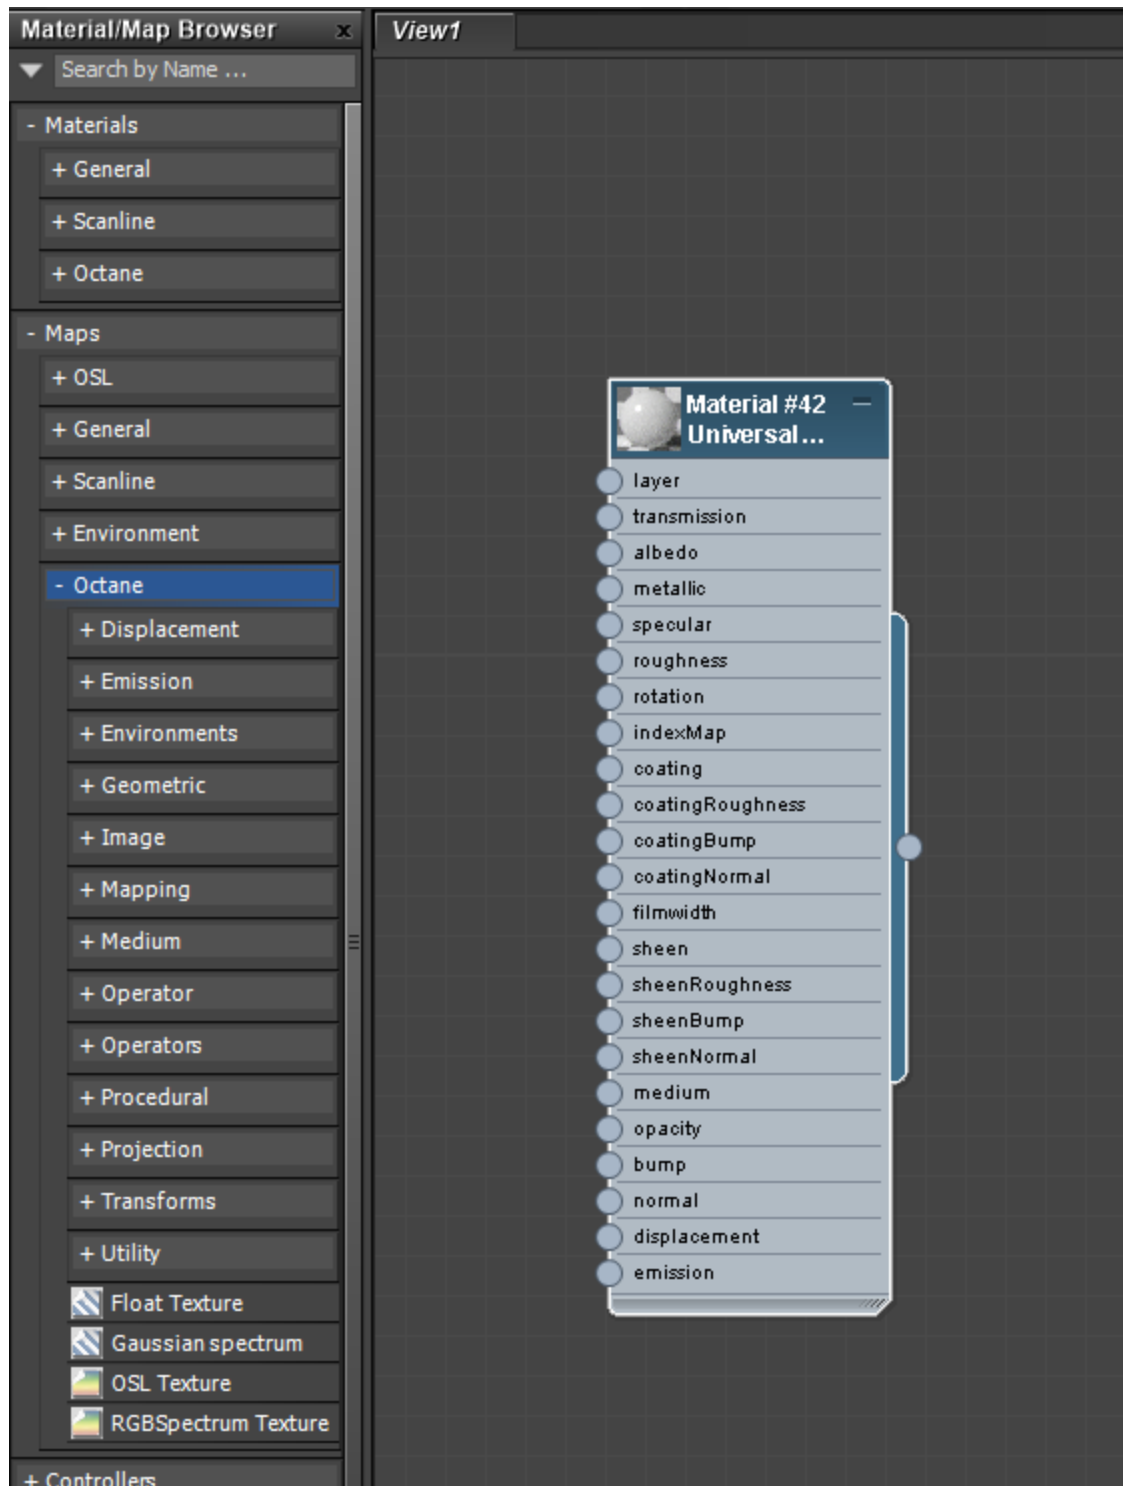 Material/Map Browser x
Search by Name ...
- Materials
+ General
+ Scanline
+ Octane
- Maps
+ OSL
+ General
+ Scanline
+ Environment
- Octane
+ Displacement
+ Emission
+ Environments
+ Geometric
+ Image
+ Mapping
+ Medium
+ Operator
+ Operators
+ Procedural
+ Projection
+ Transforms
+ Utility
Float Texture
Gaussian spectrum
OSL Texture
RGBSpectrum Texture
+ Controllers
View1
Material #42
Universal...
layer
transmission
albedo
metallic
specular
roughness
rotation
indexMap
coating
coatingRoughness
coatingBump
coatingNormal
filmwidth
sheen
sheenRoughness
sheenBump
sheenNormal
medium
opacity
bump
normal
displacement
emission